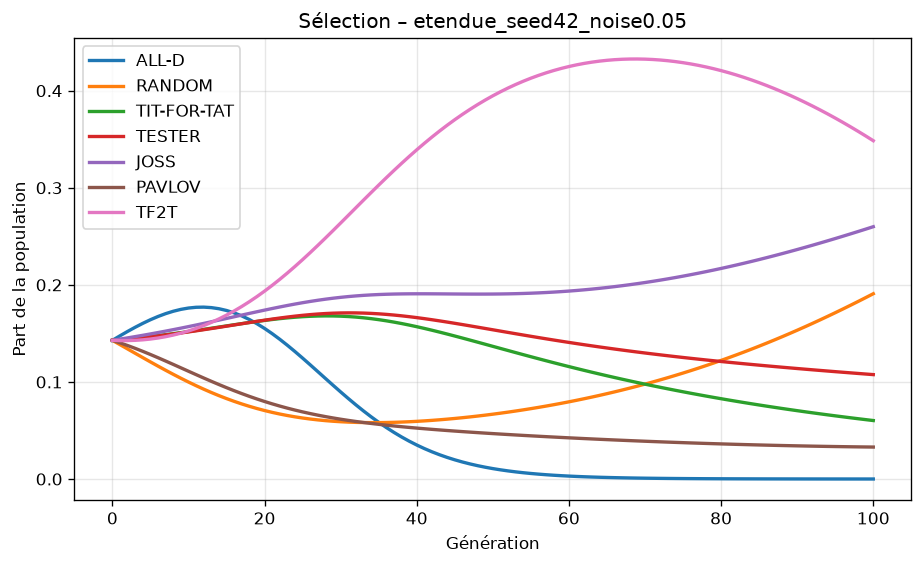 Sélection – etendue_seed42_noise0.05
ALL-D
RANDOM
TIT-FOR-TAT
TESTER
JOSS
PAVLOV
TF2T
Part de la population
0.4
0.3
0.2
0.1
0.0
0 20 40 60 80 100
Génération